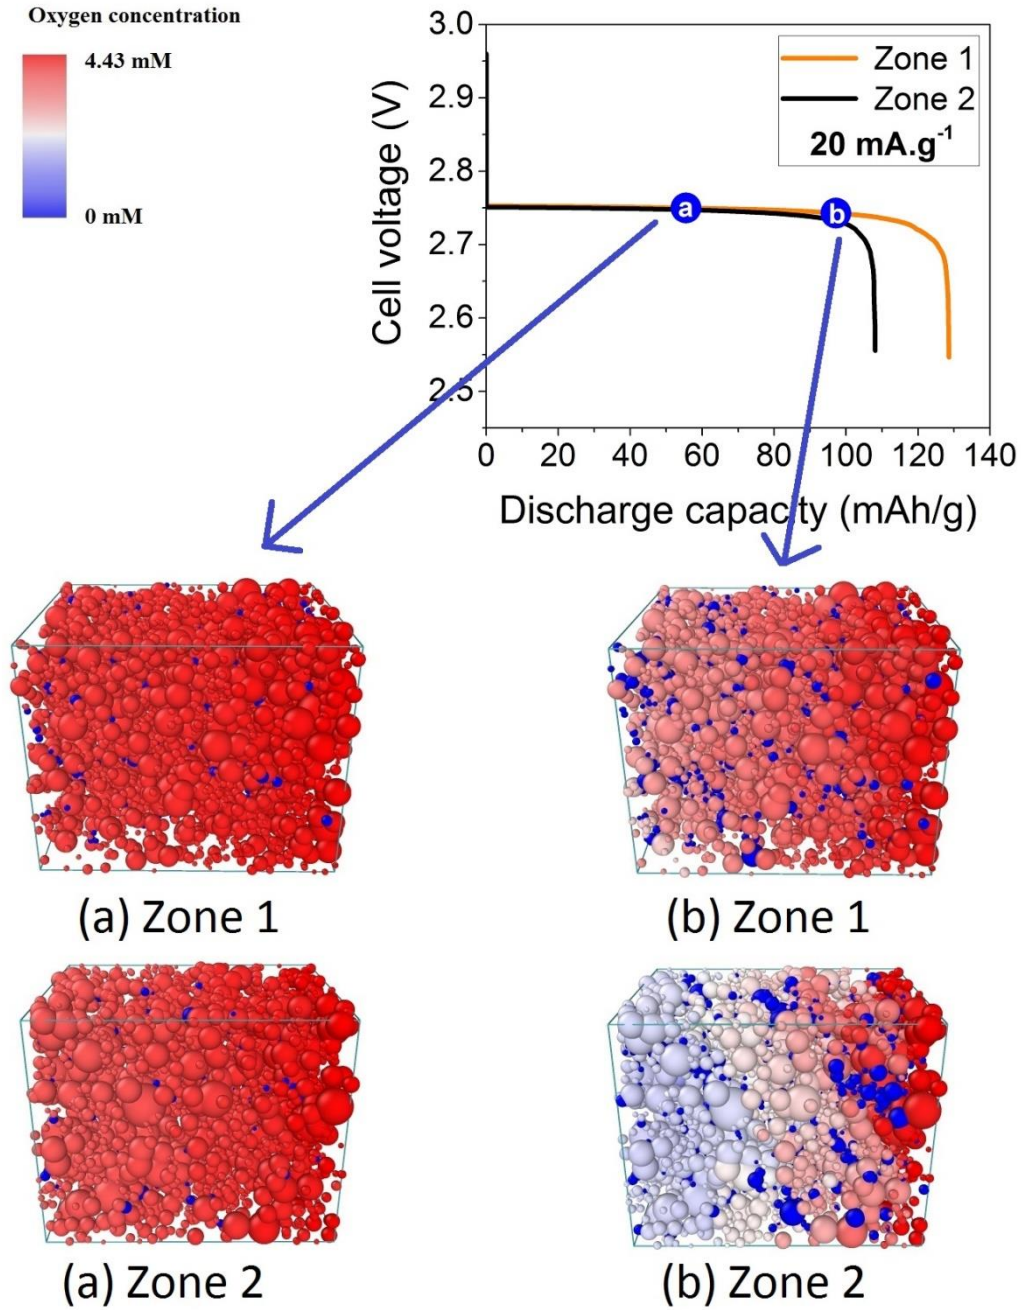 Oxygen concentration
4.43 mM
0 mM
3.0
2.9
2.8
2.7
2.6
2.5
Cell voltage (V)
Zone 1
Zone 2
20 mA.g⁻¹
a
b
0 20 40 60 80 100 120 140
Discharge capacity (mAh/g)
(a) Zone 1
(b) Zone 1
(a) Zone 2
(b) Zone 2